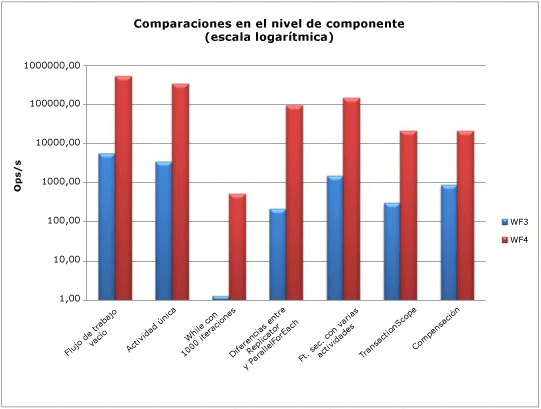 Comparaciones en el nivel de componente
(escala logarítmica)
Ops/s
1000000,00
100000,00
10000,00
1000,00
100,00
10,00
1,00
Flujo de trabajo
vacío
Actividad única
While con
1000 iteraciones
Diferencias entre
Replicator
y ParallelForEach
Ft. sec. con varias
actividades
TransactionScope
Compensación
WF3
WF4